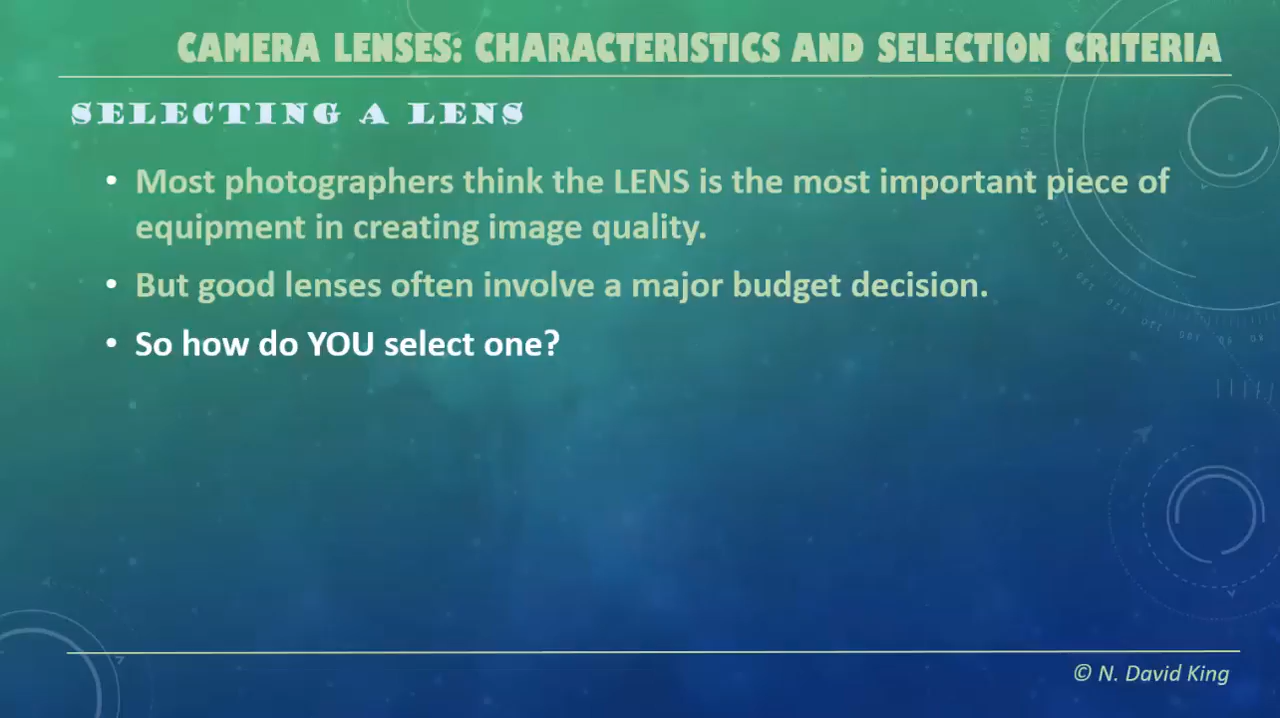 CAMERA LENSES: CHARACTERISTICS AND SELECTION CRITERIA
SELECTING A LENS
• Most photographers think the LENS is the most important piece of
equipment in creating image quality.
• But good lenses often involve a major budget decision.
• So how do YOU select one?
© N. David King